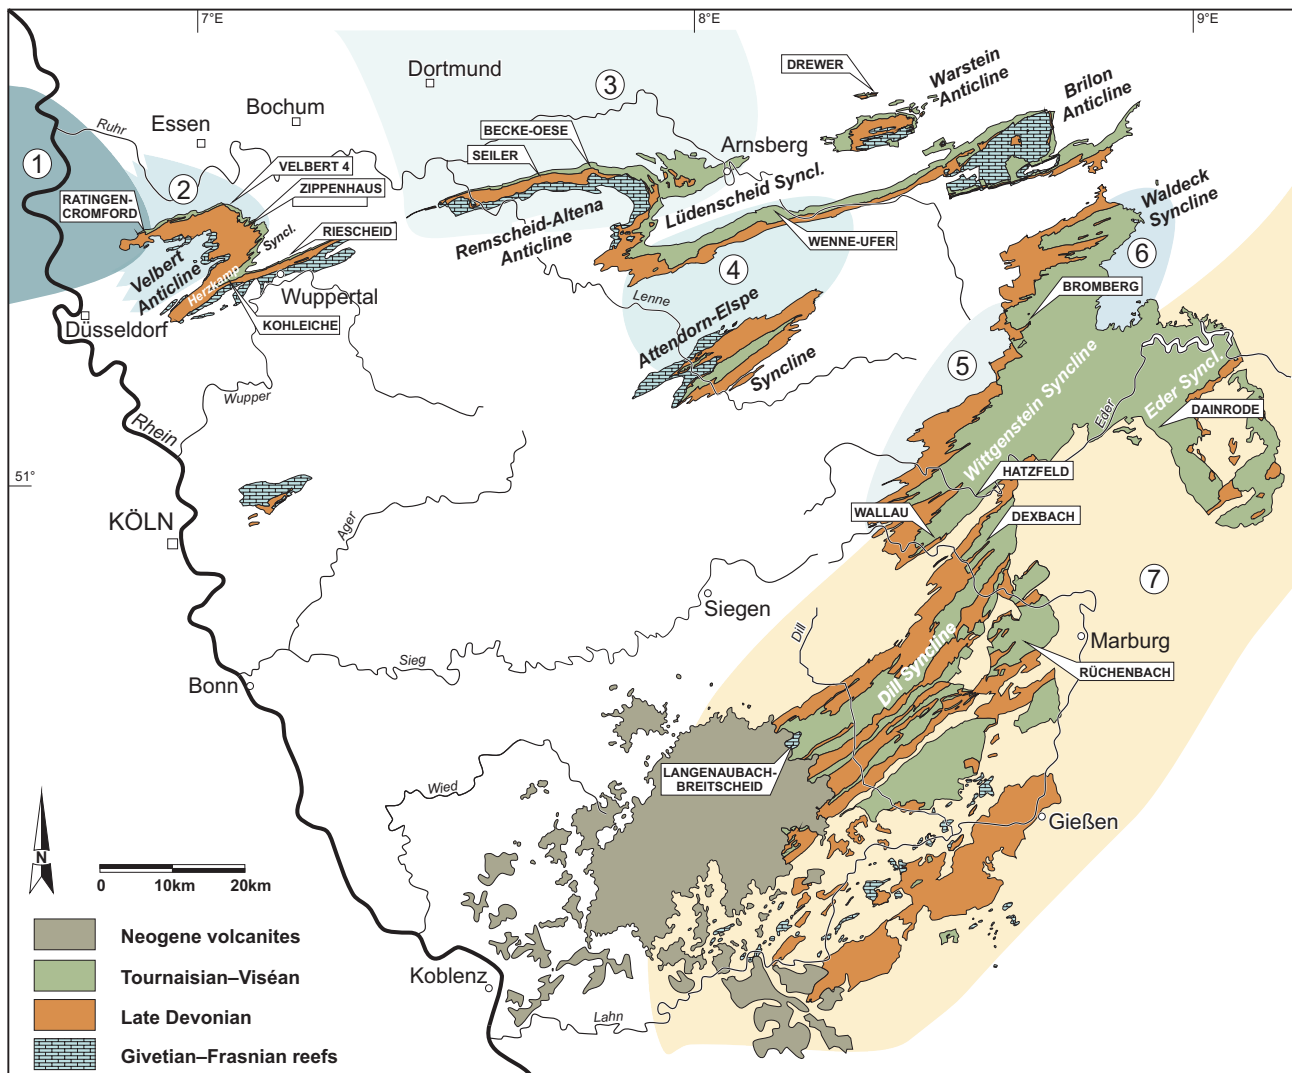 7°E
8°E
9°E
Dortmund
3
DREWER
Warstein
Anticline
Brilon
Anticline
Bochum
Essen
Ruhr
1
2
VELBERT 4
ZIPPENHAUS
BECKE-OESE
SEILER
Arnsberg
RATINGEN-
CROMFORD
Syncl.
RIESCHEID
Lüdenscheid Syncl.
Remscheid-Altena
Anticline
WENNE-UFER
Waldeck
Syncline
6
Velbert
Anticline
Herzkamp
Wuppertal
KOHLEICHE
Düsseldorf
4
Lenne
Attendorn-Elspe
Syncline
BROMBERG
5
Wittgenstein Syncline
Eder Syncl.
Eder
DAINRODE
Wupper
Rhein
51°
HATZFELD
WALLAU
DEXBACH
KÖLN
Ager
7
Siegen
Dill
Marburg
RÜCHENBACH
Dill Syncline
Sieg
Bonn
LANGENAUBACH-
BREITSCHEID
Wied
Gießen
N
0
10km
20km
Neogene volcanites
Tournaisian–Viséan
Koblenz
Late Devonian
Lahn
Givetian–Frasnian reefs